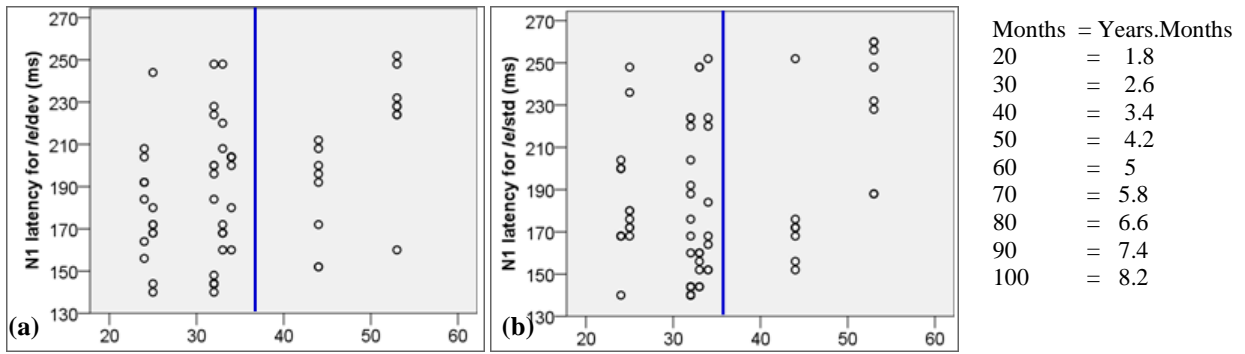 270-
250-
230-
210-
190-
170-
150-
130-
N1 latency for /e/dev (ms)
(a)
20 30 40 50 60
270-
250-
230-
210-
190-
170-
150-
130-
N1 latency for /e/std (ms)
(b)
20 30 40 50 60
Months = Years.Months
20 = 1.8
30 = 2.6
40 = 3.4
50 = 4.2
60 = 5
70 = 5.8
80 = 6.6
90 = 7.4
100 = 8.2